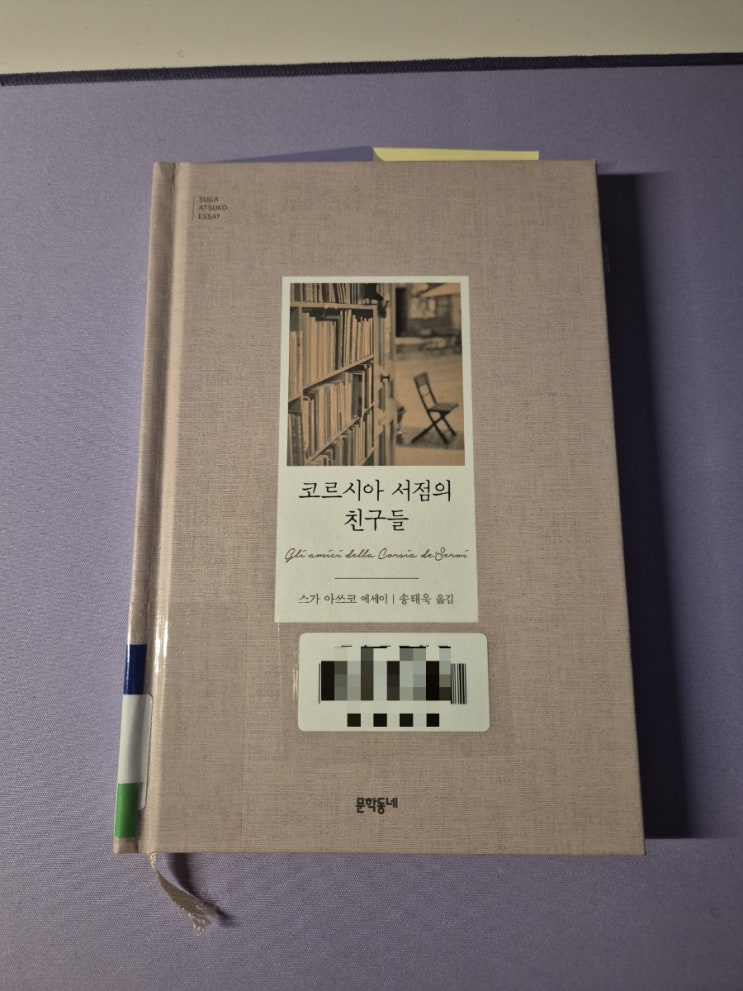 SUGA
ATSUKO
ESSAY
코르시아 서점의
친구들
Gli amici della Corsia de Servi
스가 아쓰코 에세이 | 송태욱 옮김
문학동네